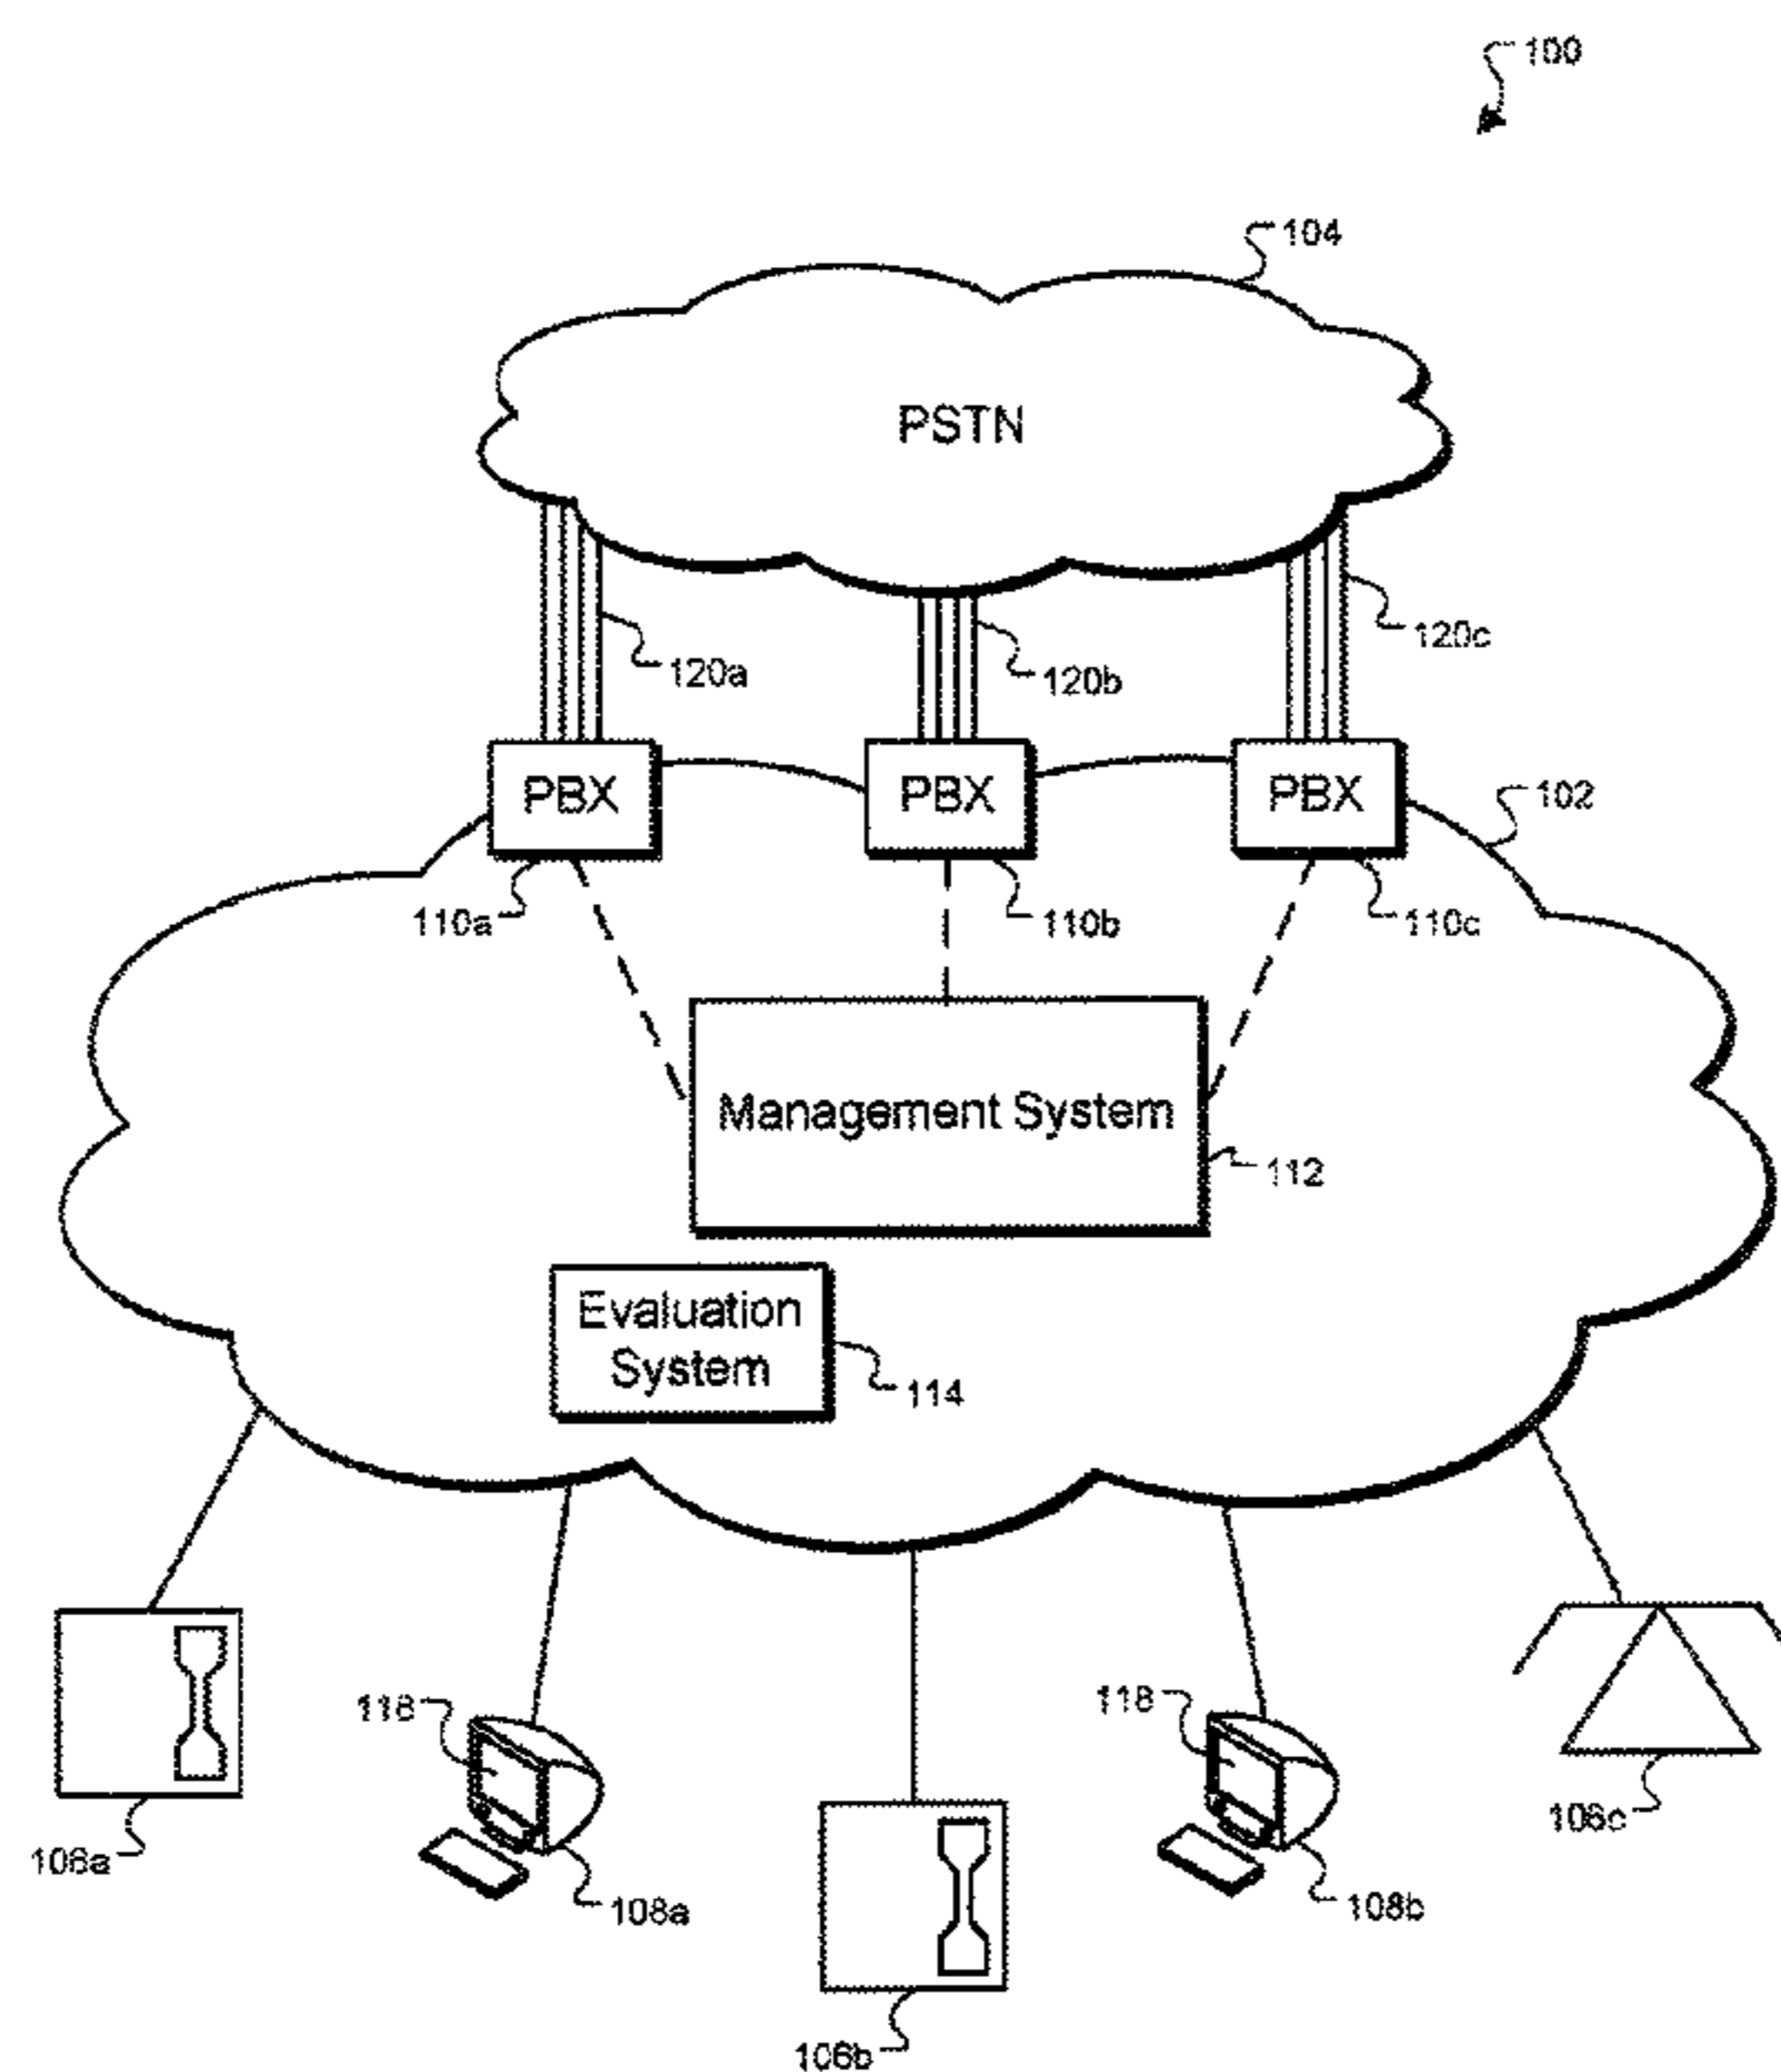 100
104
PSTN
120a
120b
120c
PBX
PBX
PBX
102
110a
110b
110c
Management System
112
Evaluation
System
114
116
118
106a
108a
108b
106c
106b